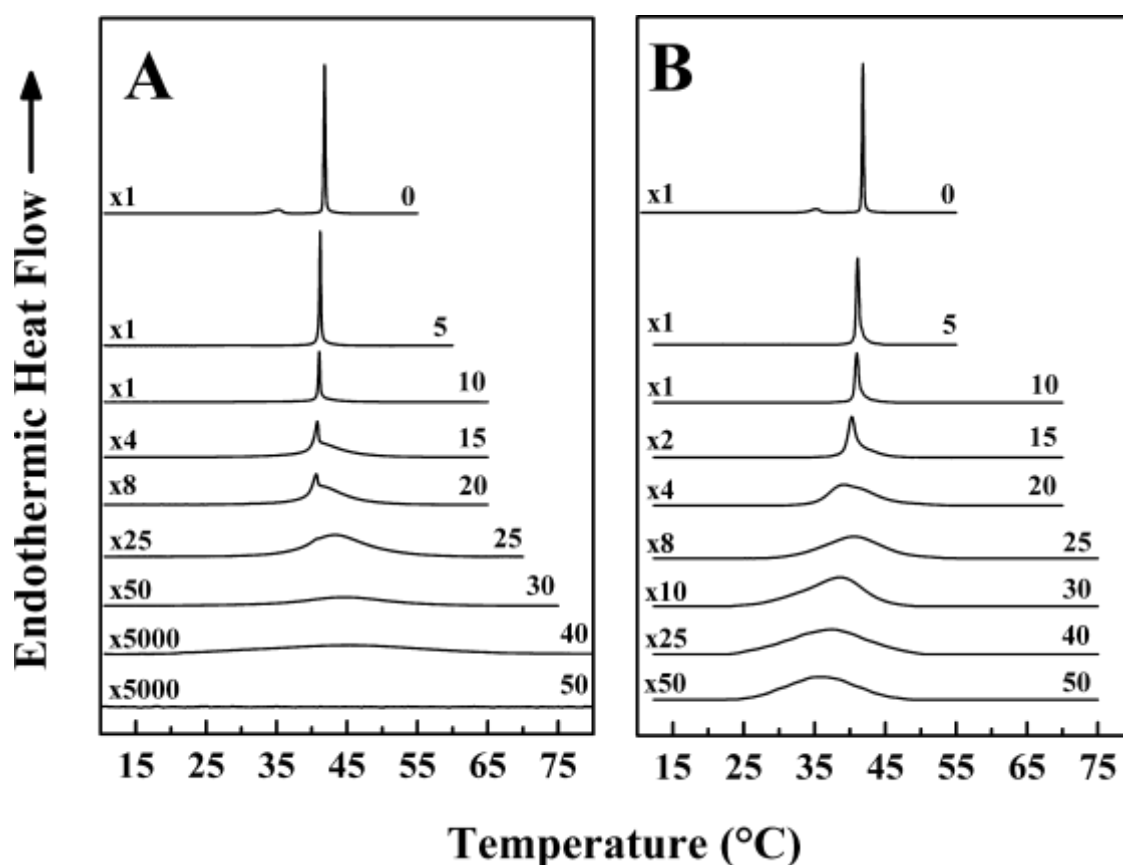 Endothermic Heat Flow
A
x1 0
x1 5
x1 10
x4 15
x8 20
x25 25
x50 30
x5000 40
x5000 50
15 25 35 45 55 65 75
B
x1 0
x1 5
x1 10
x2 15
x4 20
x8 25
x10 30
x25 40
x50 50
15 25 35 45 55 65 75
Temperature (°C)